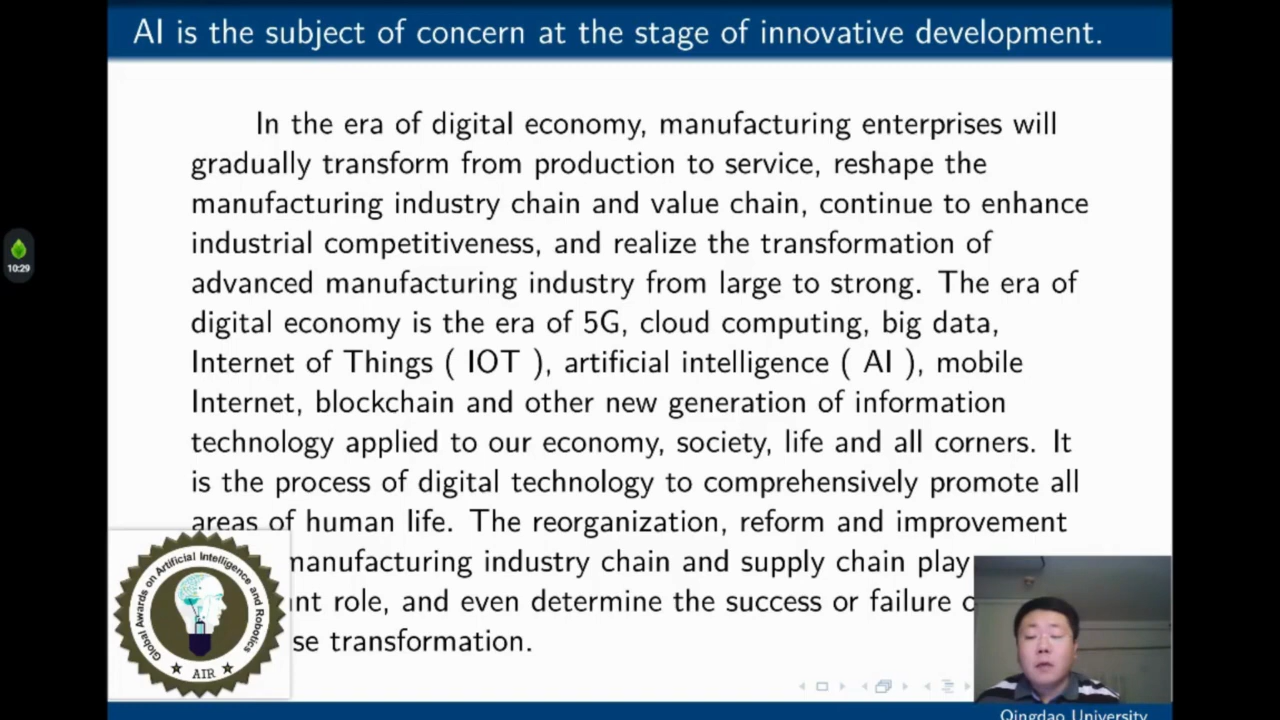 AI is the subject of concern at the stage of innovative development.
In the era of digital economy, manufacturing enterprises will
gradually transform from production to service, reshape the
manufacturing industry chain and value chain, continue to enhance
industrial competitiveness, and realize the transformation of
advanced manufacturing industry from large to strong. The era of
digital economy is the era of 5G, cloud computing, big data,
Internet of Things ( IOT ), artificial intelligence ( AI ), mobile
Internet, blockchain and other new generation of information
technology applied to our economy, society, life and all corners. It
is the process of digital technology to comprehensively promote all
areas of human life. The reorganization, reform and improvement
manufacturing industry chain and supply chain play
role, and even determine the success or failure
transformation.
10:29
Global Awards on Artificial Intelligence and Robotics
AIR
Qingdao University